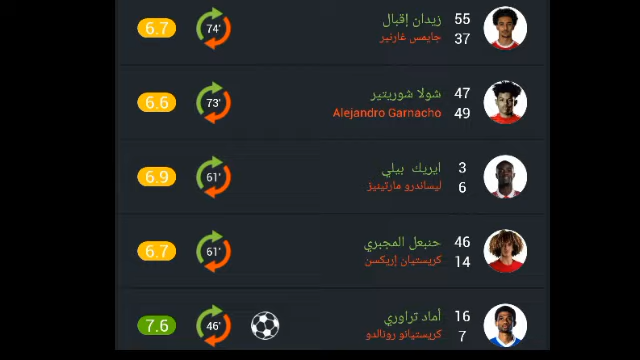 زيدان إقبال 55 74' 6.7
جايمس غارنير 37
شولا شوريتير 47 73' 6.6
Alejandro Garnacho 49
ايريك بيلي 3 61' 6.9
ليساندرو مارتينيز 6
حنبعل المجبري 46 61' 6.7
كريستيان إريكسن 14
أماد تراوري 16 46' 7.6
كريستيانو رونالدو 7